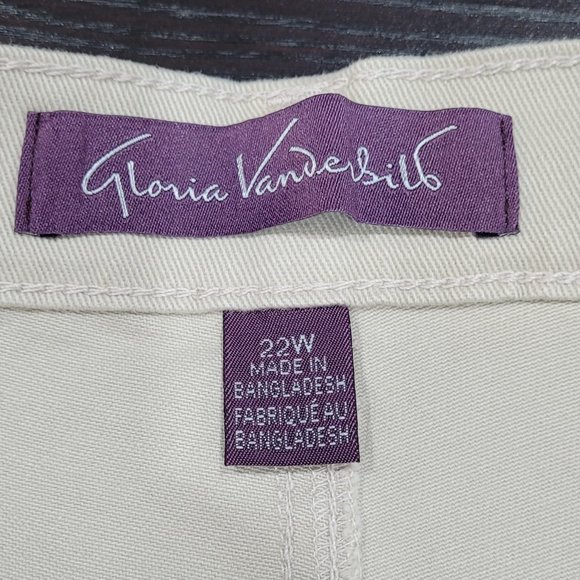 Gloria Vanderbilt
22W
MADE IN
BANGLADESH
FABRIQUÉ AU
BANGLADESH